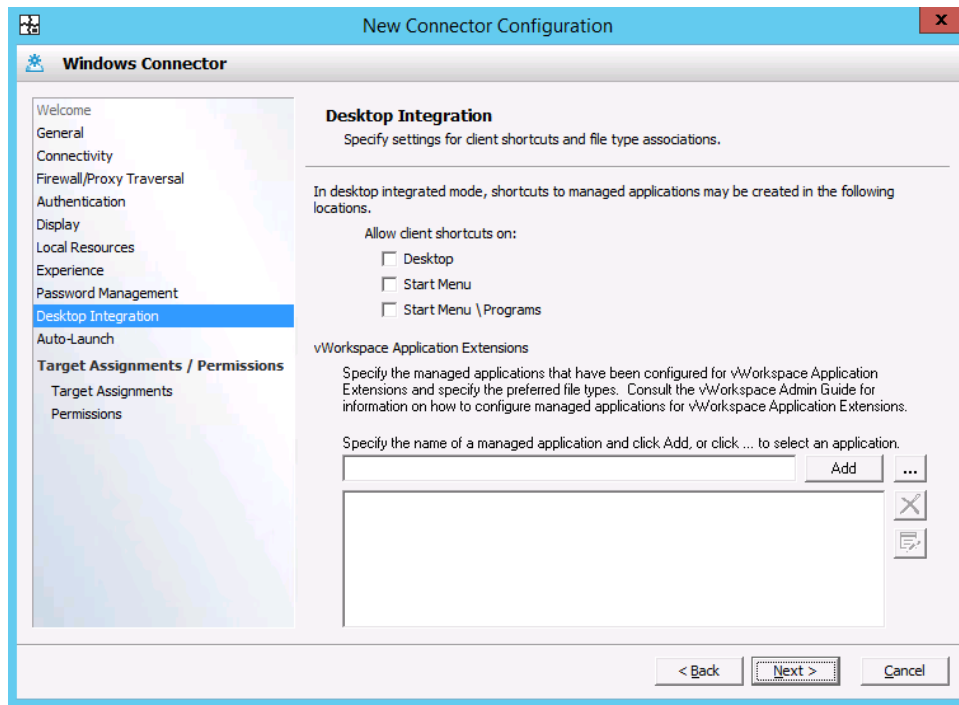 New Connector Configuration
x
Windows Connector
Welcome
General
Connectivity
Firewall/Proxy Traversal
Authentication
Display
Local Resources
Experience
Password Management
Desktop Integration
Auto-Launch
Target Assignments / Permissions
Target Assignments
Permissions
Desktop Integration
Specify settings for client shortcuts and file type associations.
In desktop integrated mode, shortcuts to managed applications may be created in the following
locations.
Allow client shortcuts on:
Desktop
Start Menu
Start Menu \Programs
vWorkspace Application Extensions
Specify the managed applications that have been configured for vWorkspace Application
Extensions and specify the preferred file types.  Consult the vWorkspace Admin Guide for
information on how to configure managed applications for vWorkspace Application Extensions.
Specify the name of a managed application and click Add, or click ... to select an application.
Add
...
< Back
Next >
Cancel